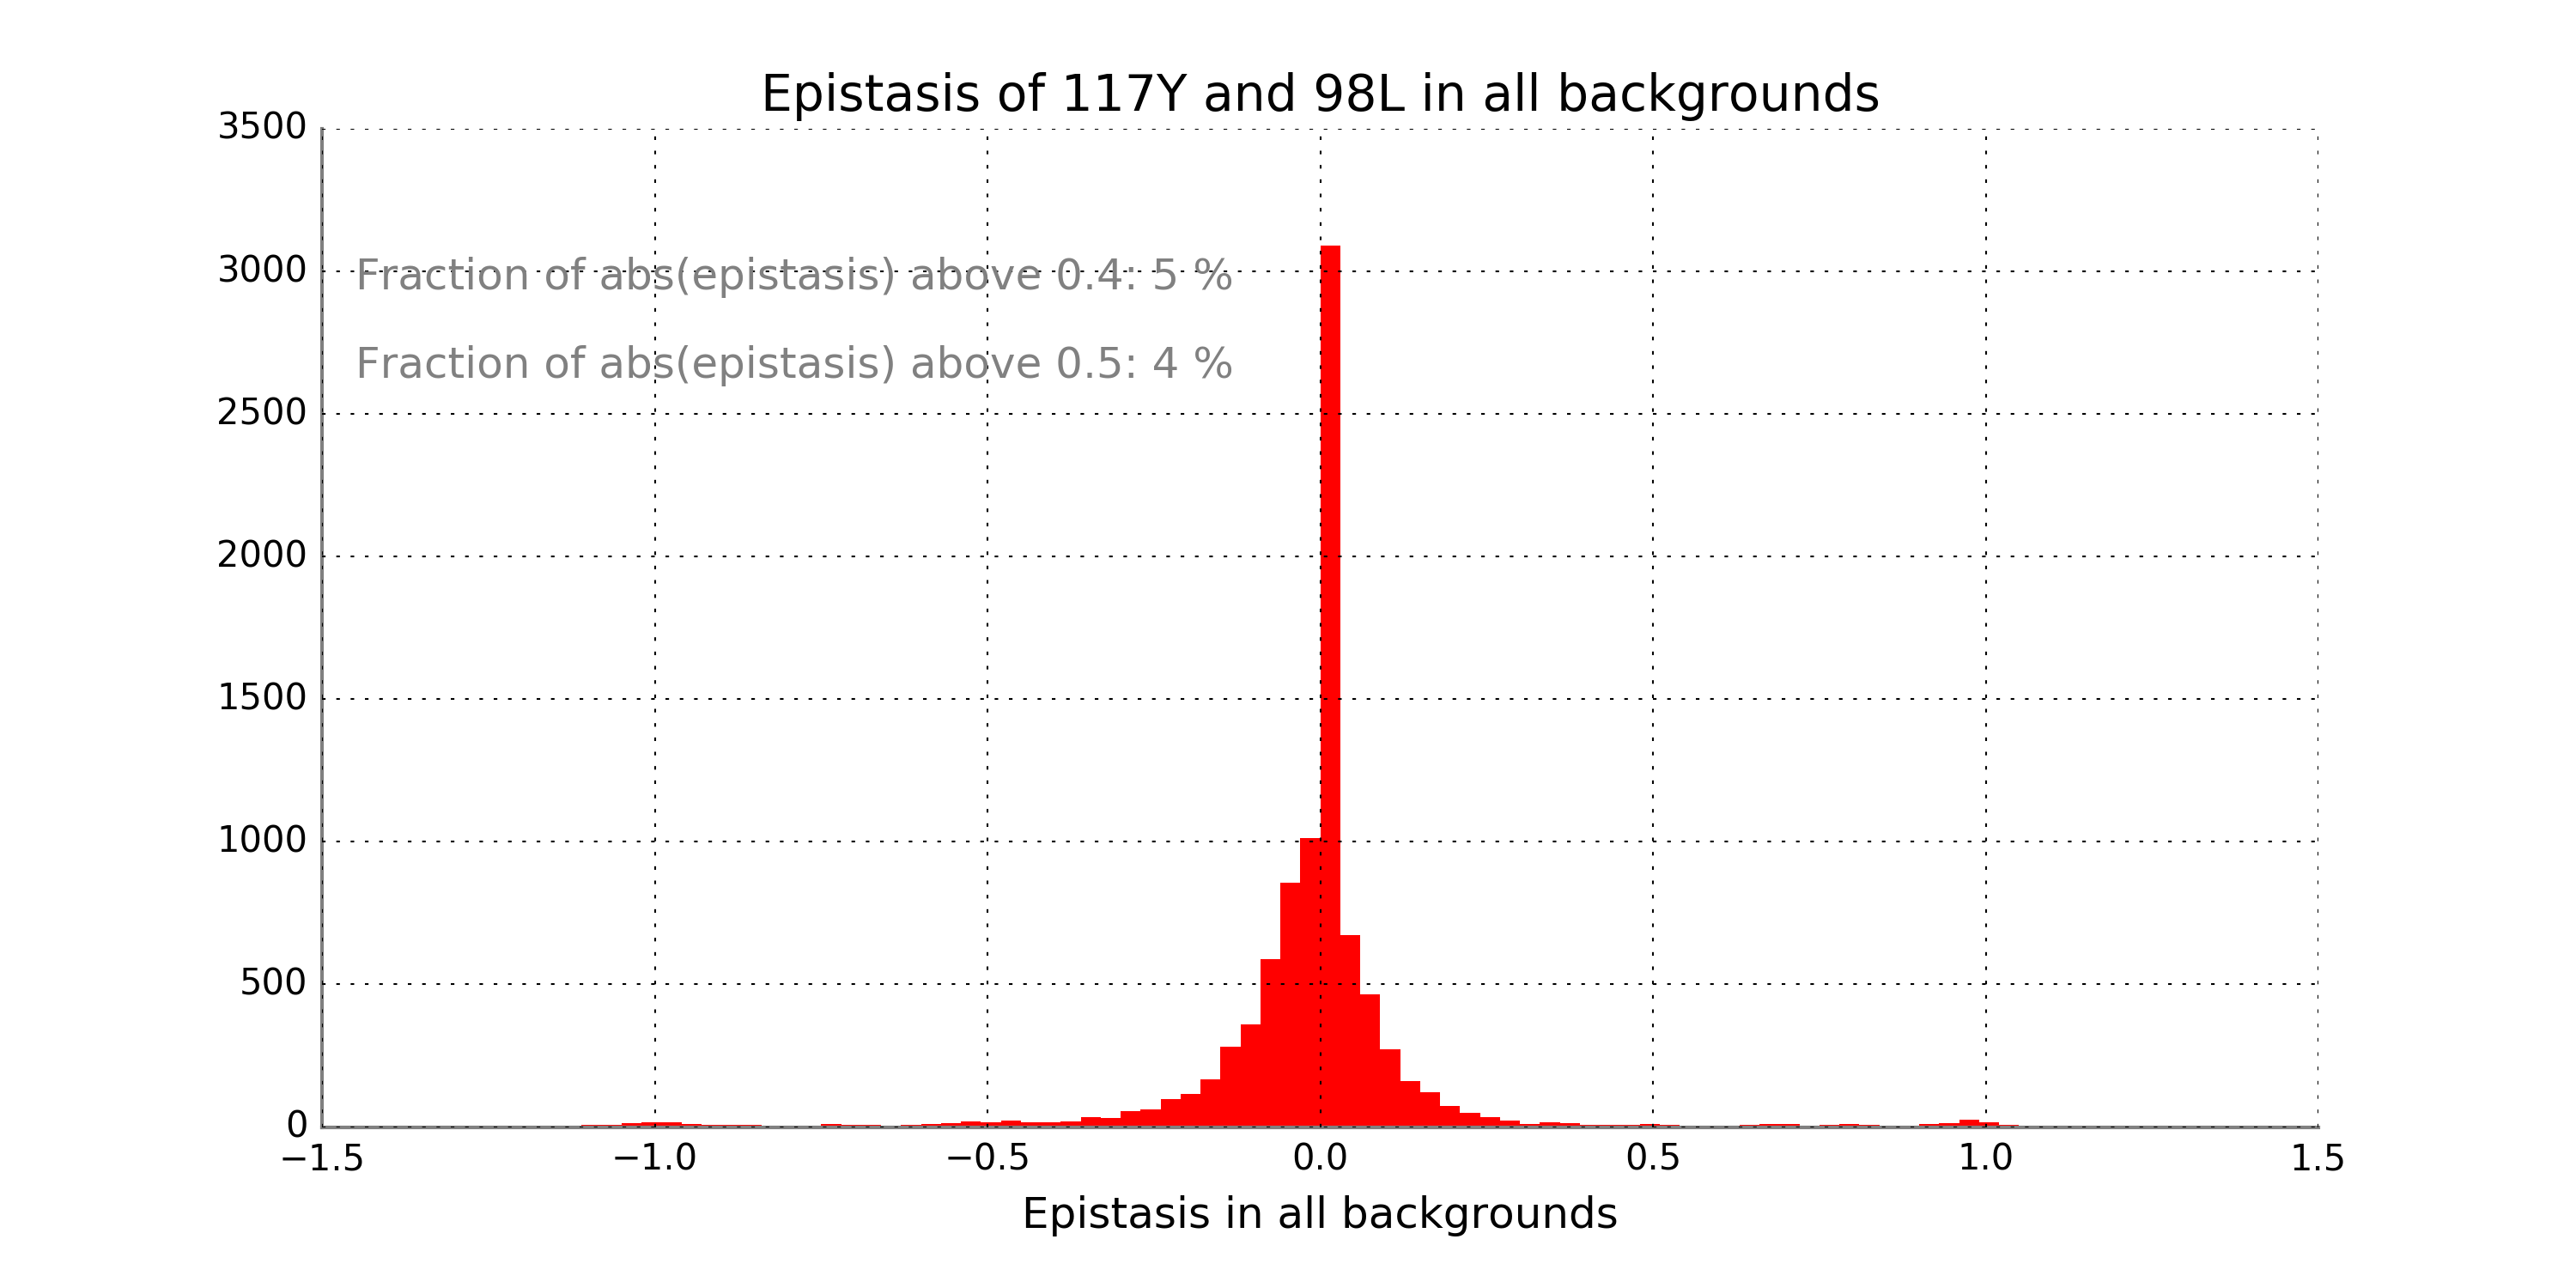 Epistasis of 117Y and 98L in all backgrounds
3500
3000
Fraction of abs(epistasis) above 0.4: 5 %
Fraction of abs(epistasis) above 0.5: 4 %
2500
2000
1500
1000
500
0
−1.5 −1.0 −0.5 0.0 0.5 1.0 1.5
Epistasis in all backgrounds